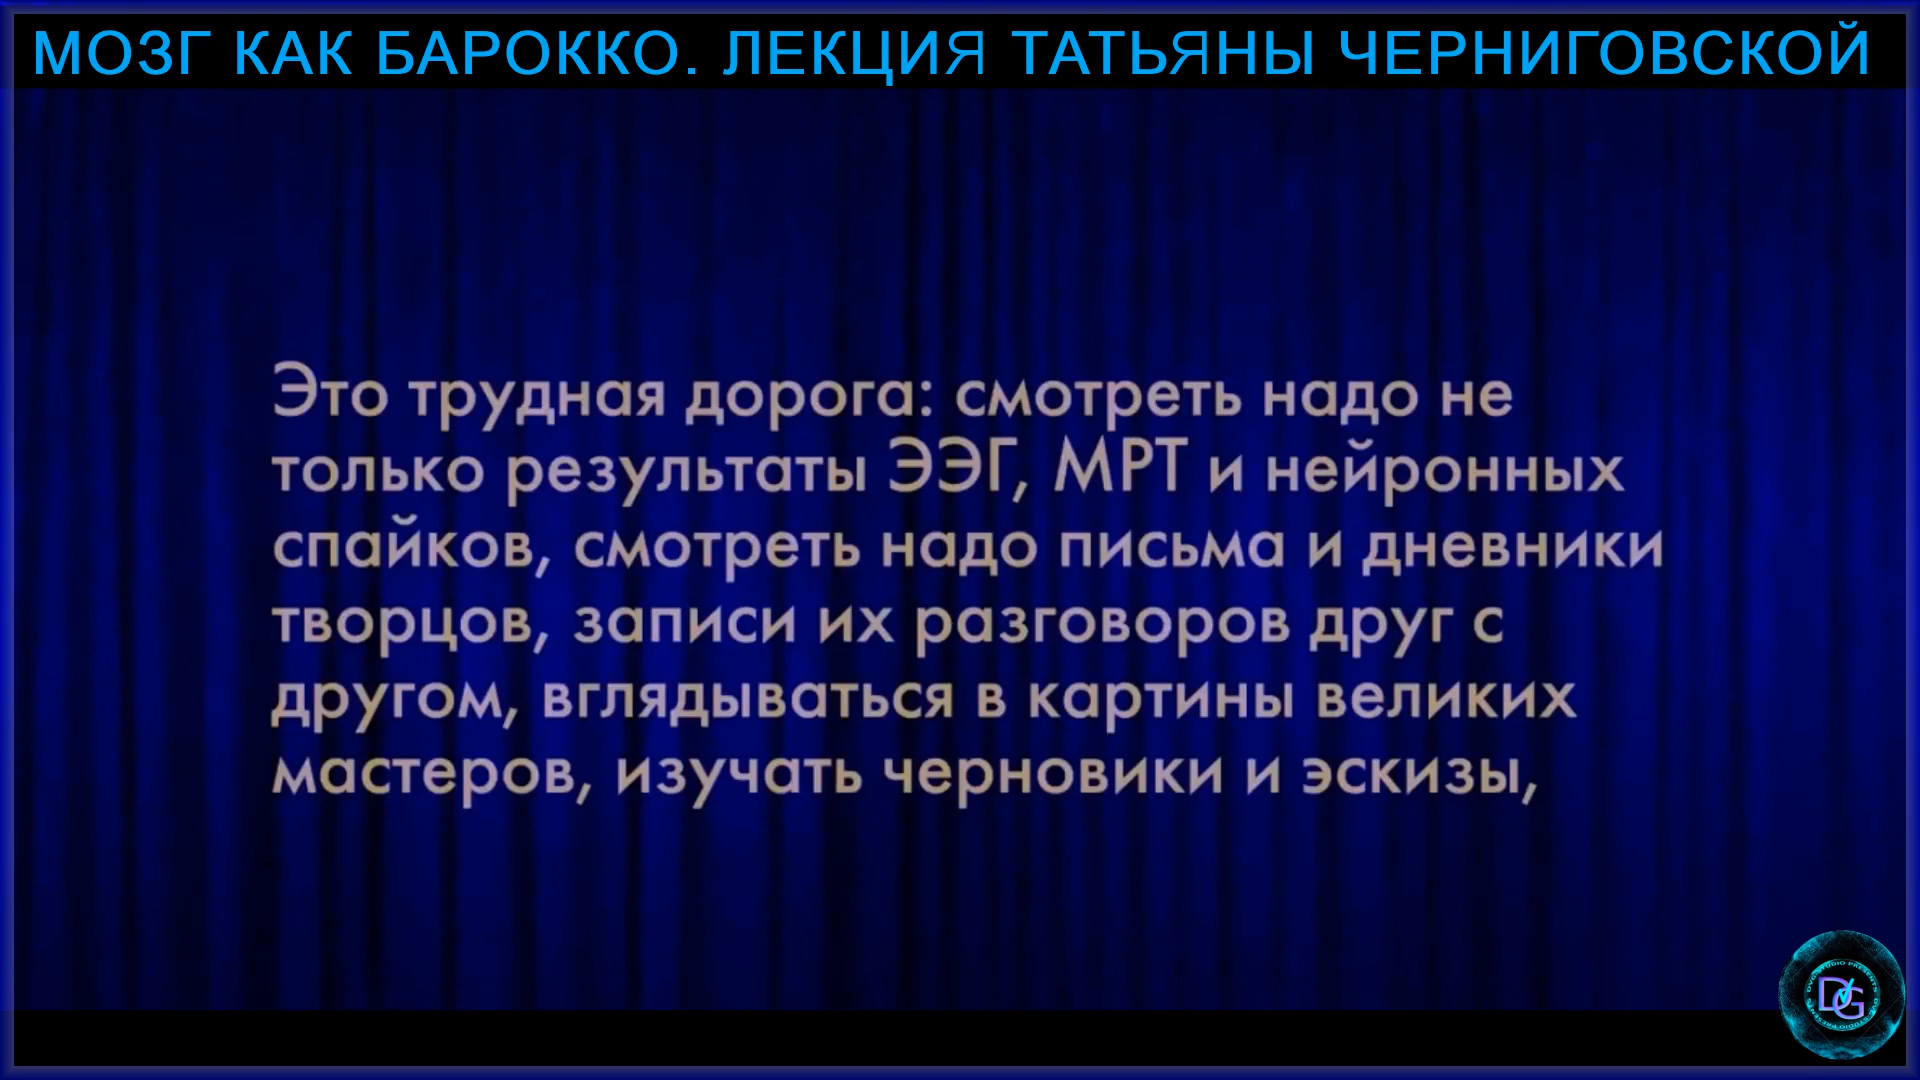 МОЗГ КАК БАРОККО. ЛЕКЦИЯ ТАТЬЯНЫ ЧЕРНИГОВСКОЙ
Это трудная дорога: смотреть надо не
только результаты ЭЭГ, МРТ и нейронных
спайков, смотреть надо письма и дневники
творцов, записи их разговоров друг с
другом, вглядываться в картины великих
мастеров, изучать черновики и эскизы,